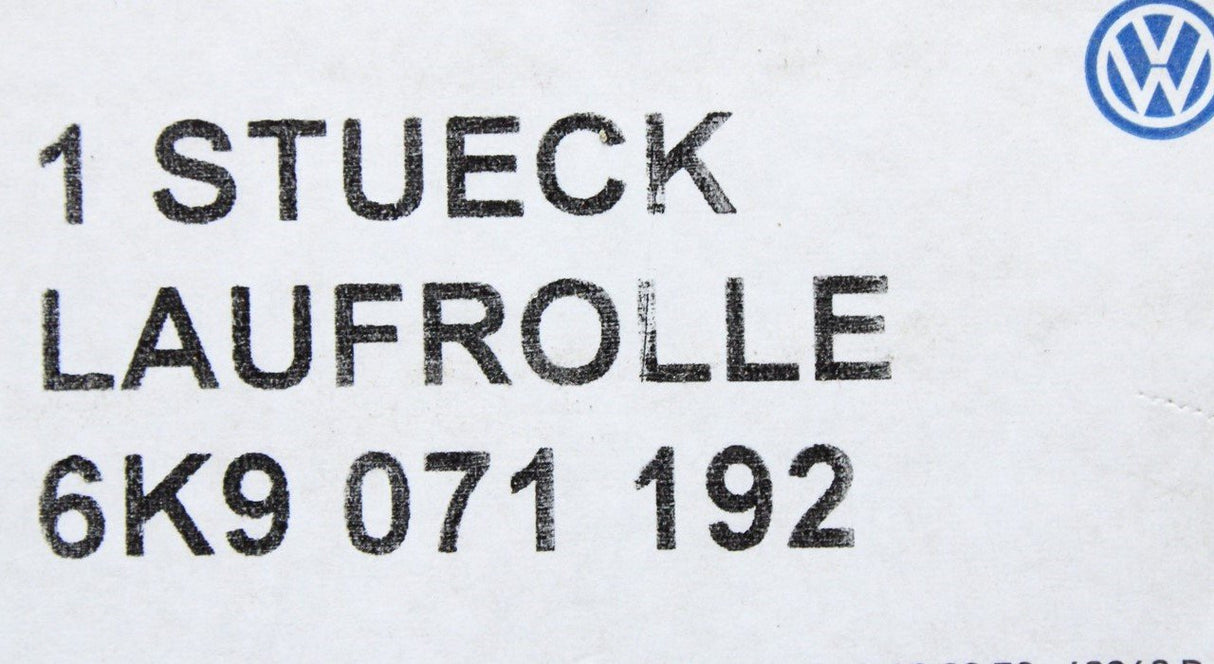 1 STUECK
LAUFROLLE
6K9 071 192